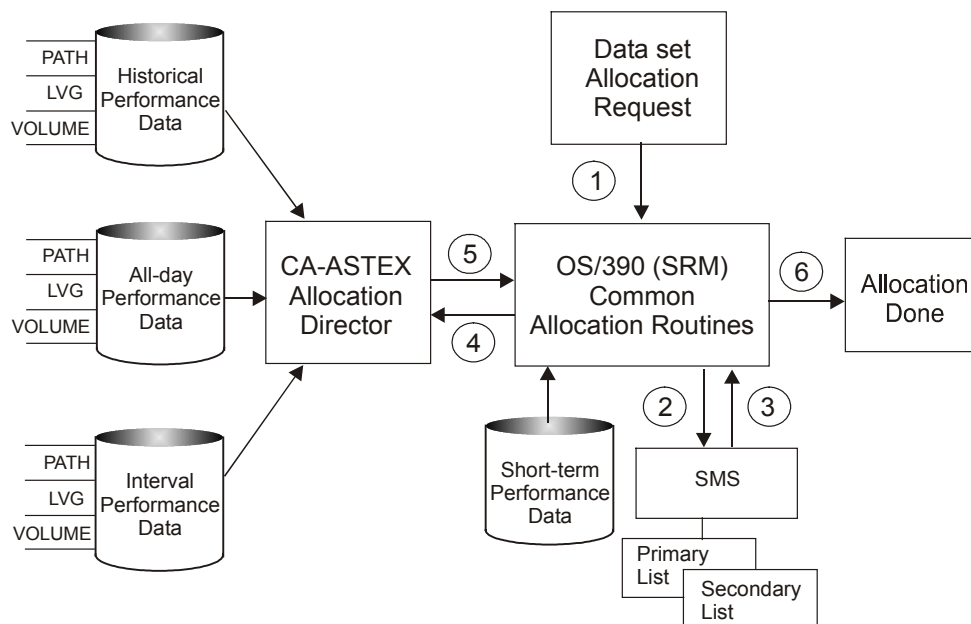 PATH
LVG
VOLUME
Historical
Performance
Data
Data set
Allocation
Request
1
PATH
LVG
VOLUME
All-day
Performance
Data
CA-ASTEX
Allocation
Director
5
4
OS/390 (SRM)
Common
Allocation Routines
6
Allocation
Done
2
3
PATH
LVG
VOLUME
Interval
Performance
Data
Short-term
Performance
Data
SMS
Primary
List
Secondary
List